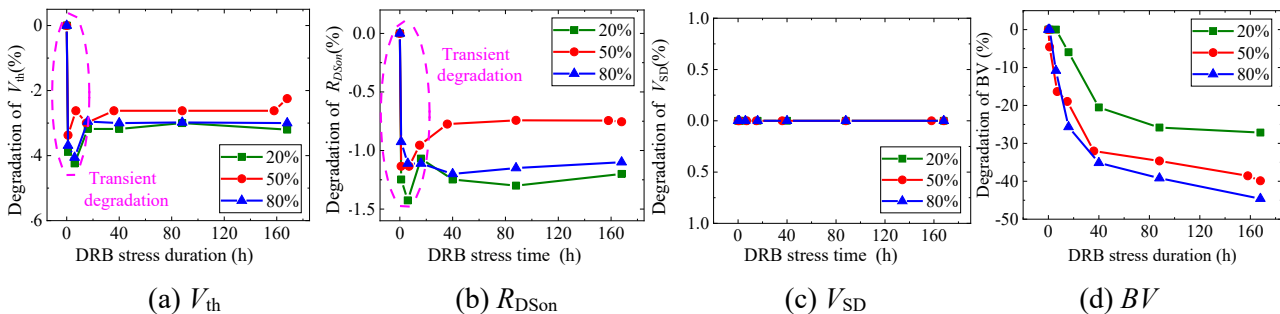 Degradation of Vth(%)
0
-2
-4
-6
0 40 80 120 160
DRB stress duration (h)
Transient
degradation
20%
50%
80%
(a) Vth
Degradation of RDSon(%)
0.0
-0.5
-1.0
-1.5
0 40 80 120 160
DRB stress time (h)
Transient
degradation
20%
50%
80%
(b) RDSon
Degradation of VSD(%)
1.0
0.5
0.0
0.5
1.0
0 40 80 120 160
DRB stress time (h)
20%
50%
80%
(c) VSD
Degradation of BV (%)
0
-10
-20
-30
-40
-50
0 40 80 120 160
DRB stress duration (h)
20%
50%
80%
(d) BV